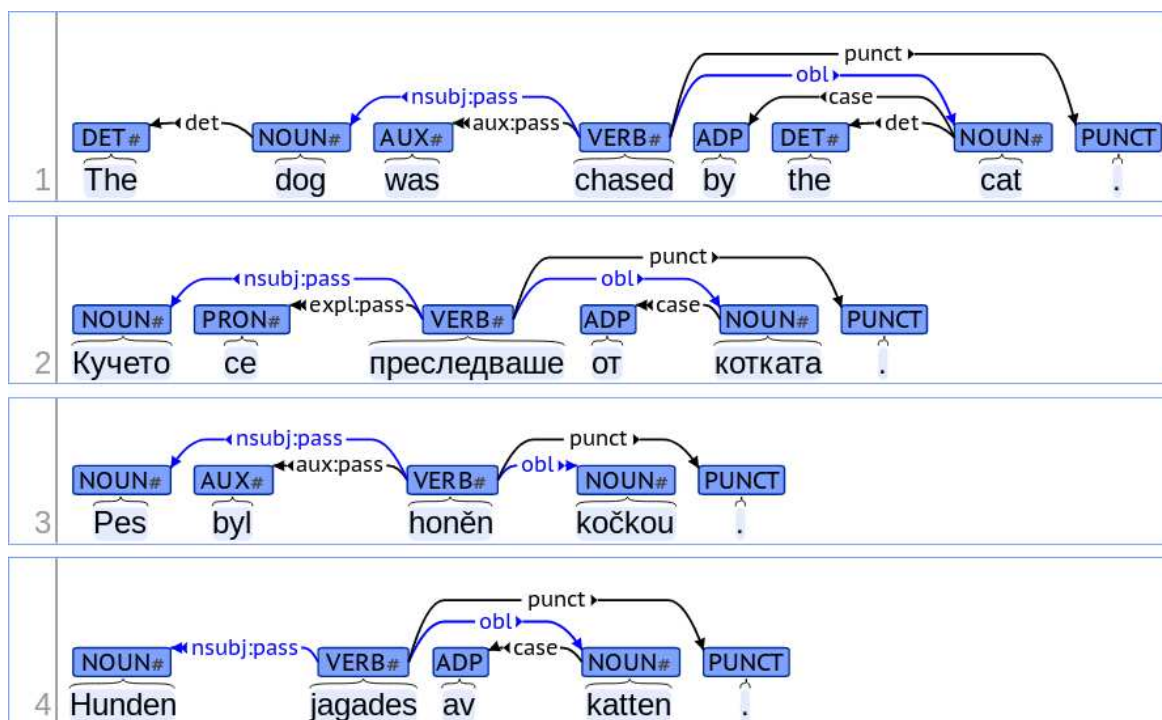 punct
obl
nsubj:pass case
det aux:pass det
DET# NOUN# AUX# VERB# ADP DET# NOUN# PUNCT
1 The dog was chased by the cat .
punct
nsubj:pass obl
expl:pass case
NOUN# PRON# VERB# ADP NOUN# PUNCT
2 Кучето се преследваше от котката .
nsubj:pass punct
aux:pass obl
NOUN# AUX# VERB# NOUN# PUNCT
3 Pes byl honěn kočkou .
punct
obl
nsubj:pass case
NOUN# VERB# ADP NOUN# PUNCT
4 Hunden jagades av katten .